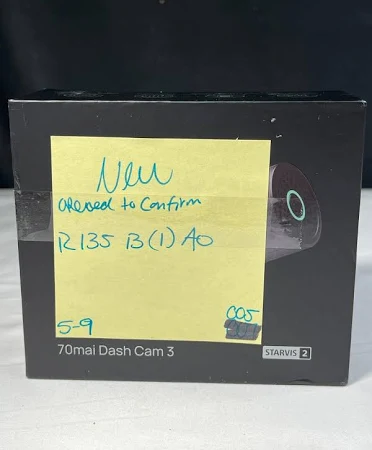 New
opened to Confirm
R135 B(1) A0
5-9
005
70mai Dash Cam 3
STARVIS 2